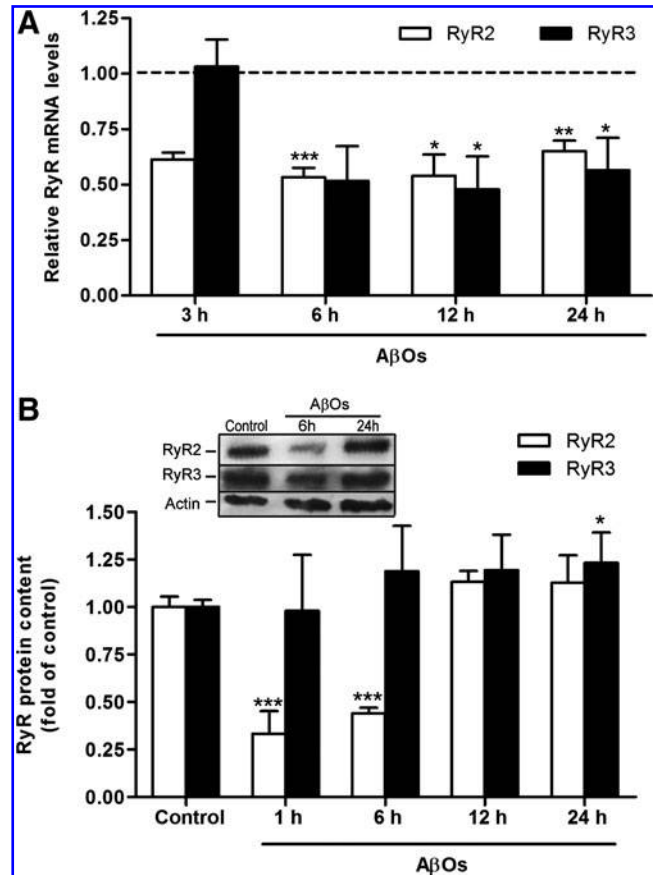 A
Relative RyR mRNA levels
RyR2 RyR3
1.25
1.00
0.75
0.50
0.25
0.00
*** * * ** *
3 h 6 h 12 h 24 h
AβOs
B
AβOs
Control 6h 24h
RyR2
RyR3
Actin
RyR2
RyR3
RyR protein content
(fold of control)
1.50
1.25
1.00
0.75
0.50
0.25
0.00
*** *** *
Control 1 h 6 h 12 h 24 h
AβOs